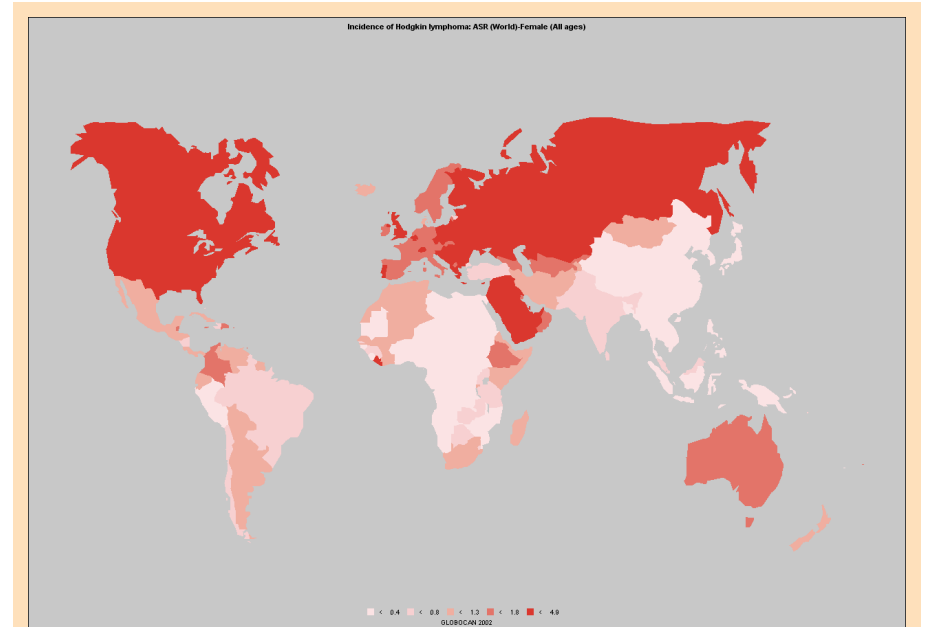 Incidence of Hodgkin lymphoma: ASR (World)-Female (All ages)
< 0.4 < 0.8 < 1.3 < 1.8 < 4.9
GLOBOCAN 2002